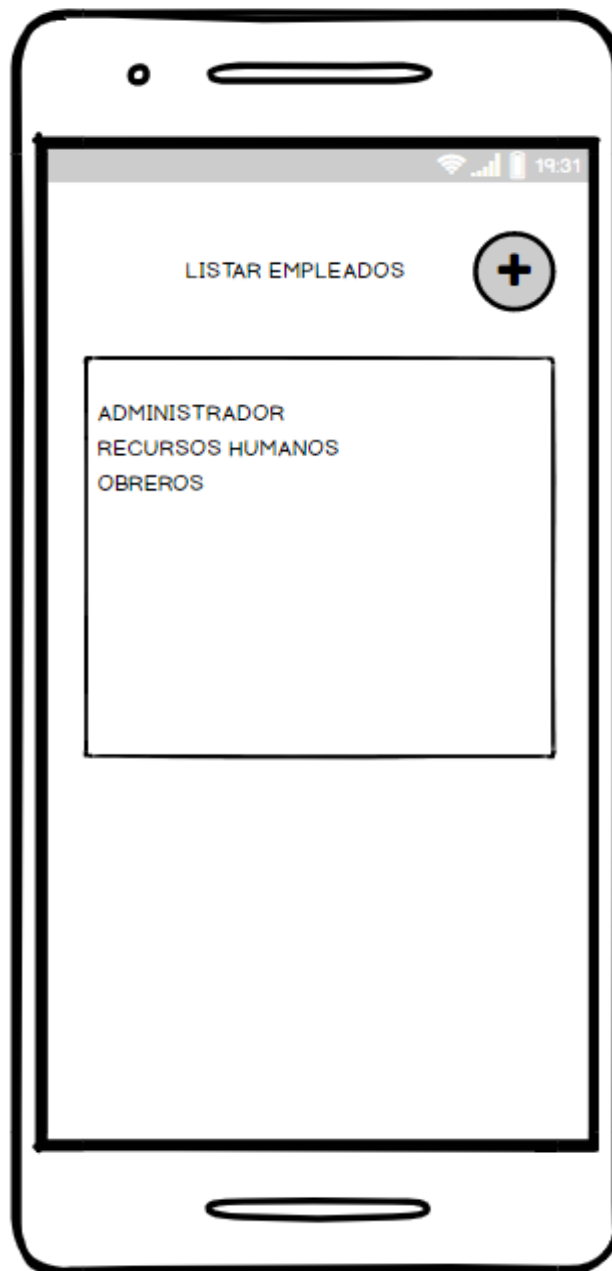 19:31
LISTAR EMPLEADOS
ADMINISTRADOR
RECURSOS HUMANOS
OBREROS